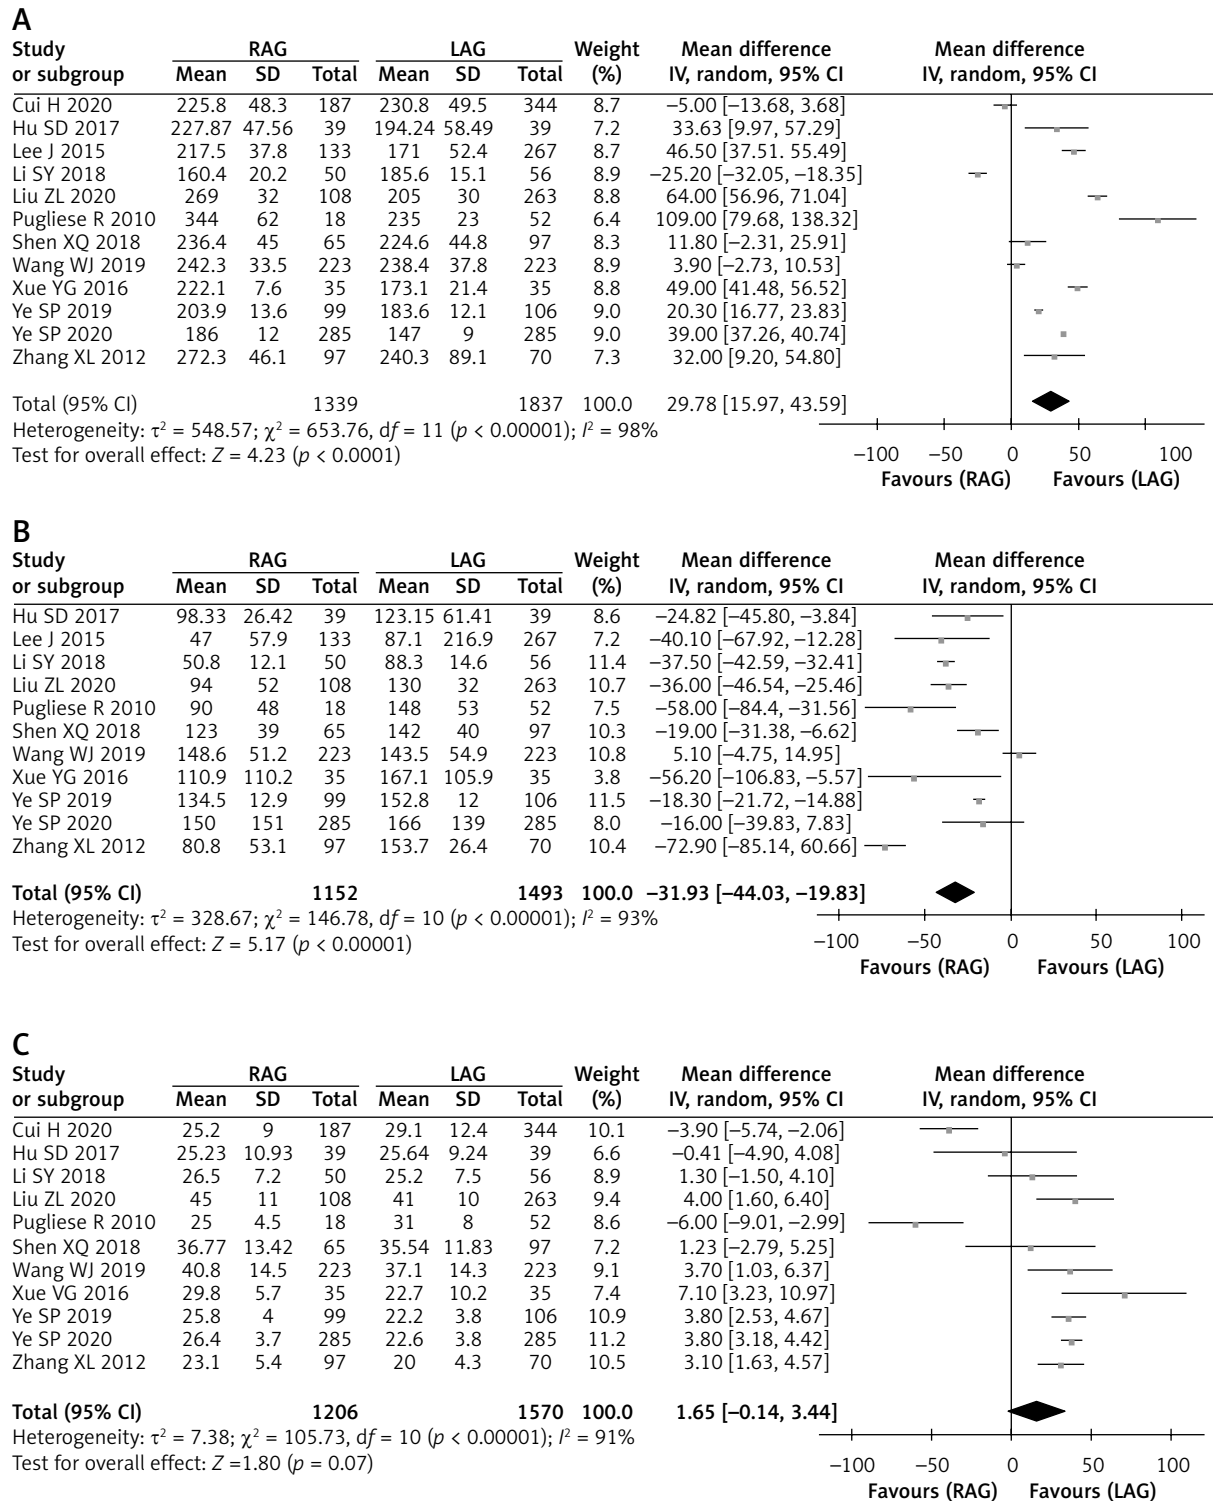 A
Study RAG LAG Weight Mean difference Mean difference
or subgroup Mean SD Total Mean SD Total (%) IV, random, 95% CI IV, random, 95% CI
Cui H 2020 225.8 48.3 187 230.8 49.5 344 8.7 −5.00 [−13.68, 3.68]
Hu SD 2017 227.87 47.56 39 194.24 58.49 39 7.2 33.63 [9.97, 57.29]
Lee J 2015 217.5 37.8 133 171 52.4 267 8.7 46.50 [37.51. 55.49]
Li SY 2018 160.4 20.2 50 185.6 15.1 56 8.9 −25.20 [−32.05, −18.35]
Liu ZL 2020 269 32 108 205 30 263 8.8 64.00 [56.96, 71.04]
Pugliese R 2010 344 62 18 235 23 52 6.4 109.00 [79.68, 138.32]
Shen XQ 2018 236.4 45 65 224.6 44.8 97 8.3 11.80 [−2.31, 25.91]
Wang WJ 2019 242.3 33.5 223 238.4 37.8 223 8.9 3.90 [−2.73, 10.53]
Xue YG 2016 222.1 7.6 35 173.1 21.4 35 8.8 49.00 [41.48, 56.52]
Ye SP 2019 203.9 13.6 99 183.6 12.1 106 9.0 20.30 [16.77, 23.83]
Ye SP 2020 186 12 285 147 9 285 9.0 39.00 [37.26, 40.74]
Zhang XL 2012 272.3 46.1 97 240.3 89.1 70 7.3 32.00 [9.20, 54.80]
Total (95% CI) 1339 1837 100.0 29.78 [15.97, 43.59]
Heterogeneity: τ² = 548.57; χ² = 653.76, df = 11 (p < 0.00001); I² = 98%
Test for overall effect: Z = 4.23 (p < 0.0001)
−100 −50 0 50 100
Favours (RAG) Favours (LAG)
B
Study RAG LAG Weight Mean difference Mean difference
or subgroup Mean SD Total Mean SD Total (%) IV, random, 95% CI IV, random, 95% CI
Hu SD 2017 98.33 26.42 39 123.15 61.41 39 8.6 −24.82 [−45.80, −3.84]
Lee J 2015 47 57.9 133 87.1 216.9 267 7.2 −40.10 [−67.92, −12.28]
Li SY 2018 50.8 12.1 50 88.3 14.6 56 11.4 −37.50 [−42.59, −32.41]
Liu ZL 2020 94 52 108 130 32 263 10.7 −36.00 [−46.54, −25.46]
Pugliese R 2010 90 48 18 148 53 52 7.5 −58.00 [−84.4, −31.56]
Shen XQ 2018 123 39 65 142 40 97 10.3 −19.00 [−31.38, −6.62]
Wang WJ 2019 148.6 51.2 223 143.5 54.9 223 10.8 5.10 [−4.75, 14.95]
Xue YG 2016 110.9 110.2 35 167.1 105.9 35 3.8 −56.20 [−106.83, −5.57]
Ye SP 2019 134.5 12.9 99 152.8 12 106 11.5 −18.30 [−21.72, −14.88]
Ye SP 2020 150 151 285 166 139 285 8.0 −16.00 [−39.83, 7.83]
Zhang XL 2012 80.8 53.1 97 153.7 26.4 70 10.4 −72.90 [−85.14, 60.66]
Total (95% CI) 1152 1493 100.0 −31.93 [−44.03, −19.83]
Heterogeneity: τ² = 328.67; χ² = 146.78, df = 10 (p < 0.00001); I² = 93%
Test for overall effect: Z = 5.17 (p < 0.00001)
−100 −50 0 50 100
Favours (RAG) Favours (LAG)
C
Study RAG LAG Weight Mean difference Mean difference
or subgroup Mean SD Total Mean SD Total (%) IV, random, 95% CI IV, random, 95% CI
Cui H 2020 25.2 9 187 29.1 12.4 344 10.1 −3.90 [−5.74, −2.06]
Hu SD 2017 25.23 10.93 39 25.64 9.24 39 6.6 −0.41 [−4.90, 4.08]
Li SY 2018 26.5 7.2 50 25.2 7.5 56 8.9 1.30 [−1.50, 4.10]
Liu ZL 2020 45 11 108 41 10 263 9.4 4.00 [1.60, 6.40]
Pugliese R 2010 25 4.5 18 31 8 52 8.6 −6.00 [−9.01, −2.99]
Shen XQ 2018 36.77 13.42 65 35.54 11.83 97 7.2 1.23 [−2.79, 5.25]
Wang WJ 2019 40.8 14.5 223 37.1 14.3 223 9.1 3.70 [1.03, 6.37]
Xue VG 2016 29.8 5.7 35 22.7 10.2 35 7.4 7.10 [3.23, 10.97]
Ye SP 2019 25.8 4 99 22.2 3.8 106 10.9 3.80 [2.53, 4.67]
Ye SP 2020 26.4 3.7 285 22.6 3.8 285 11.2 3.80 [3.18, 4.42]
Zhang XL 2012 23.1 5.4 97 20 4.3 70 10.5 3.10 [1.63, 4.57]
Total (95% CI) 1206 1570 100.0 1.65 [−0.14, 3.44]
Heterogeneity: τ² = 7.38; χ² = 105.73, df = 10 (p < 0.00001); I² = 91%
Test for overall effect: Z =1.80 (p = 0.07)
−100 −50 0 50 100
Favours (RAG) Favours (LAG)